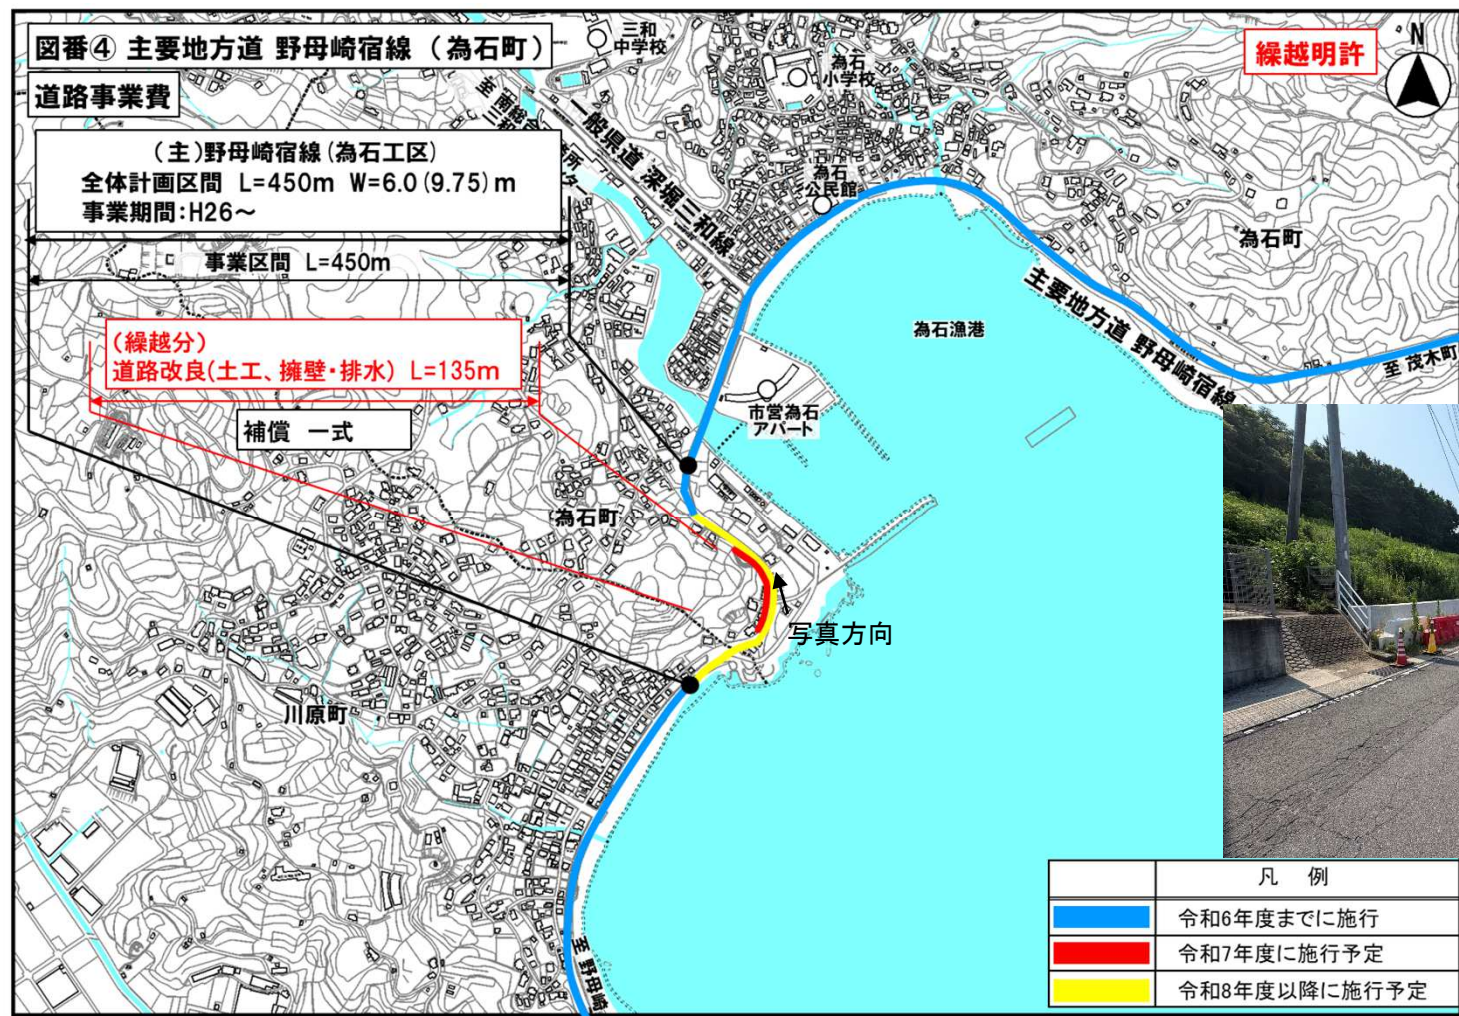 図番④ 主要地方道 野母崎宿線 (為石町)
道路事業費
繰越明許
N
(主)野母崎宿線(為石工区)
全体計画区間 L=450m W=6.0(9.75)m
事業期間:H26～
事業区間 L=450m
(繰越分)
道路改良(土工、擁壁・排水) L=135m
補償 一式
三和
中学校
為石
小学校
一般県道 深堀三和線
為石
公民館
為石町
主要地方道 野母崎宿線
至 茂木町
為石漁港
市営為石
アパート
為石町
写真方向
川原町
至 野母崎
凡 例
令和6年度までに施行
令和7年度に施行予定
令和8年度以降に施行予定